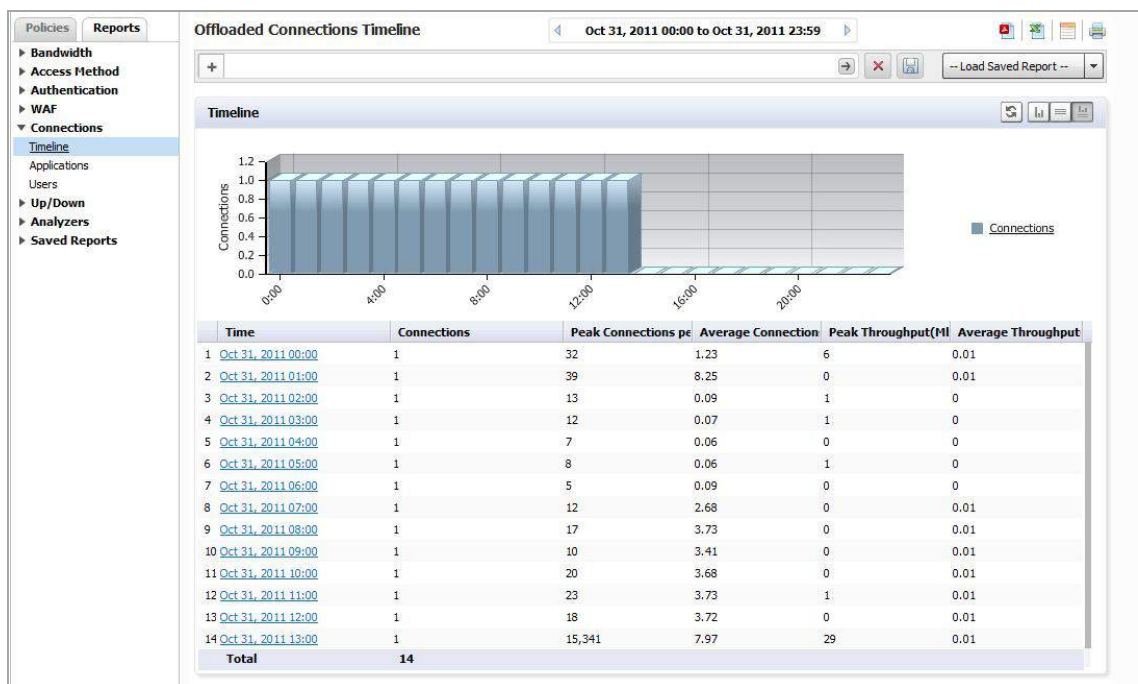 Policies Reports
Bandwidth
Access Method
Authentication
WAF
Connections
Timeline
Applications
Users
Up/Down
Analyzers
Saved Reports
Offloaded Connections Timeline
Oct 31, 2011 00:00 to Oct 31, 2011 23:59
+
-- Load Saved Report --
Timeline
1.2
1.0
0.8
0.6
0.4
0.2
0.0
Connections
0:00 4:00 8:00 12:00 16:00 20:00
Connections
Time Connections Peak Connections pe Average Connection Peak Throughput(Ml Average Throughput
1 Oct 31, 2011 00:00 1 32 1.23 6 0.01
2 Oct 31, 2011 01:00 1 39 8.25 0 0.01
3 Oct 31, 2011 02:00 1 13 0.09 1 0
4 Oct 31, 2011 03:00 1 12 0.07 1 0
5 Oct 31, 2011 04:00 1 7 0.06 0 0
6 Oct 31, 2011 05:00 1 8 0.06 1 0
7 Oct 31, 2011 06:00 1 5 0.09 0 0
8 Oct 31, 2011 07:00 1 12 2.68 0 0.01
9 Oct 31, 2011 08:00 1 17 3.73 0 0.01
10 Oct 31, 2011 09:00 1 10 3.41 0 0.01
11 Oct 31, 2011 10:00 1 20 3.68 0 0.01
12 Oct 31, 2011 11:00 1 23 3.73 1 0.01
13 Oct 31, 2011 12:00 1 18 3.72 0 0.01
14 Oct 31, 2011 13:00 1 15,341 7.97 29 0.01
Total 14